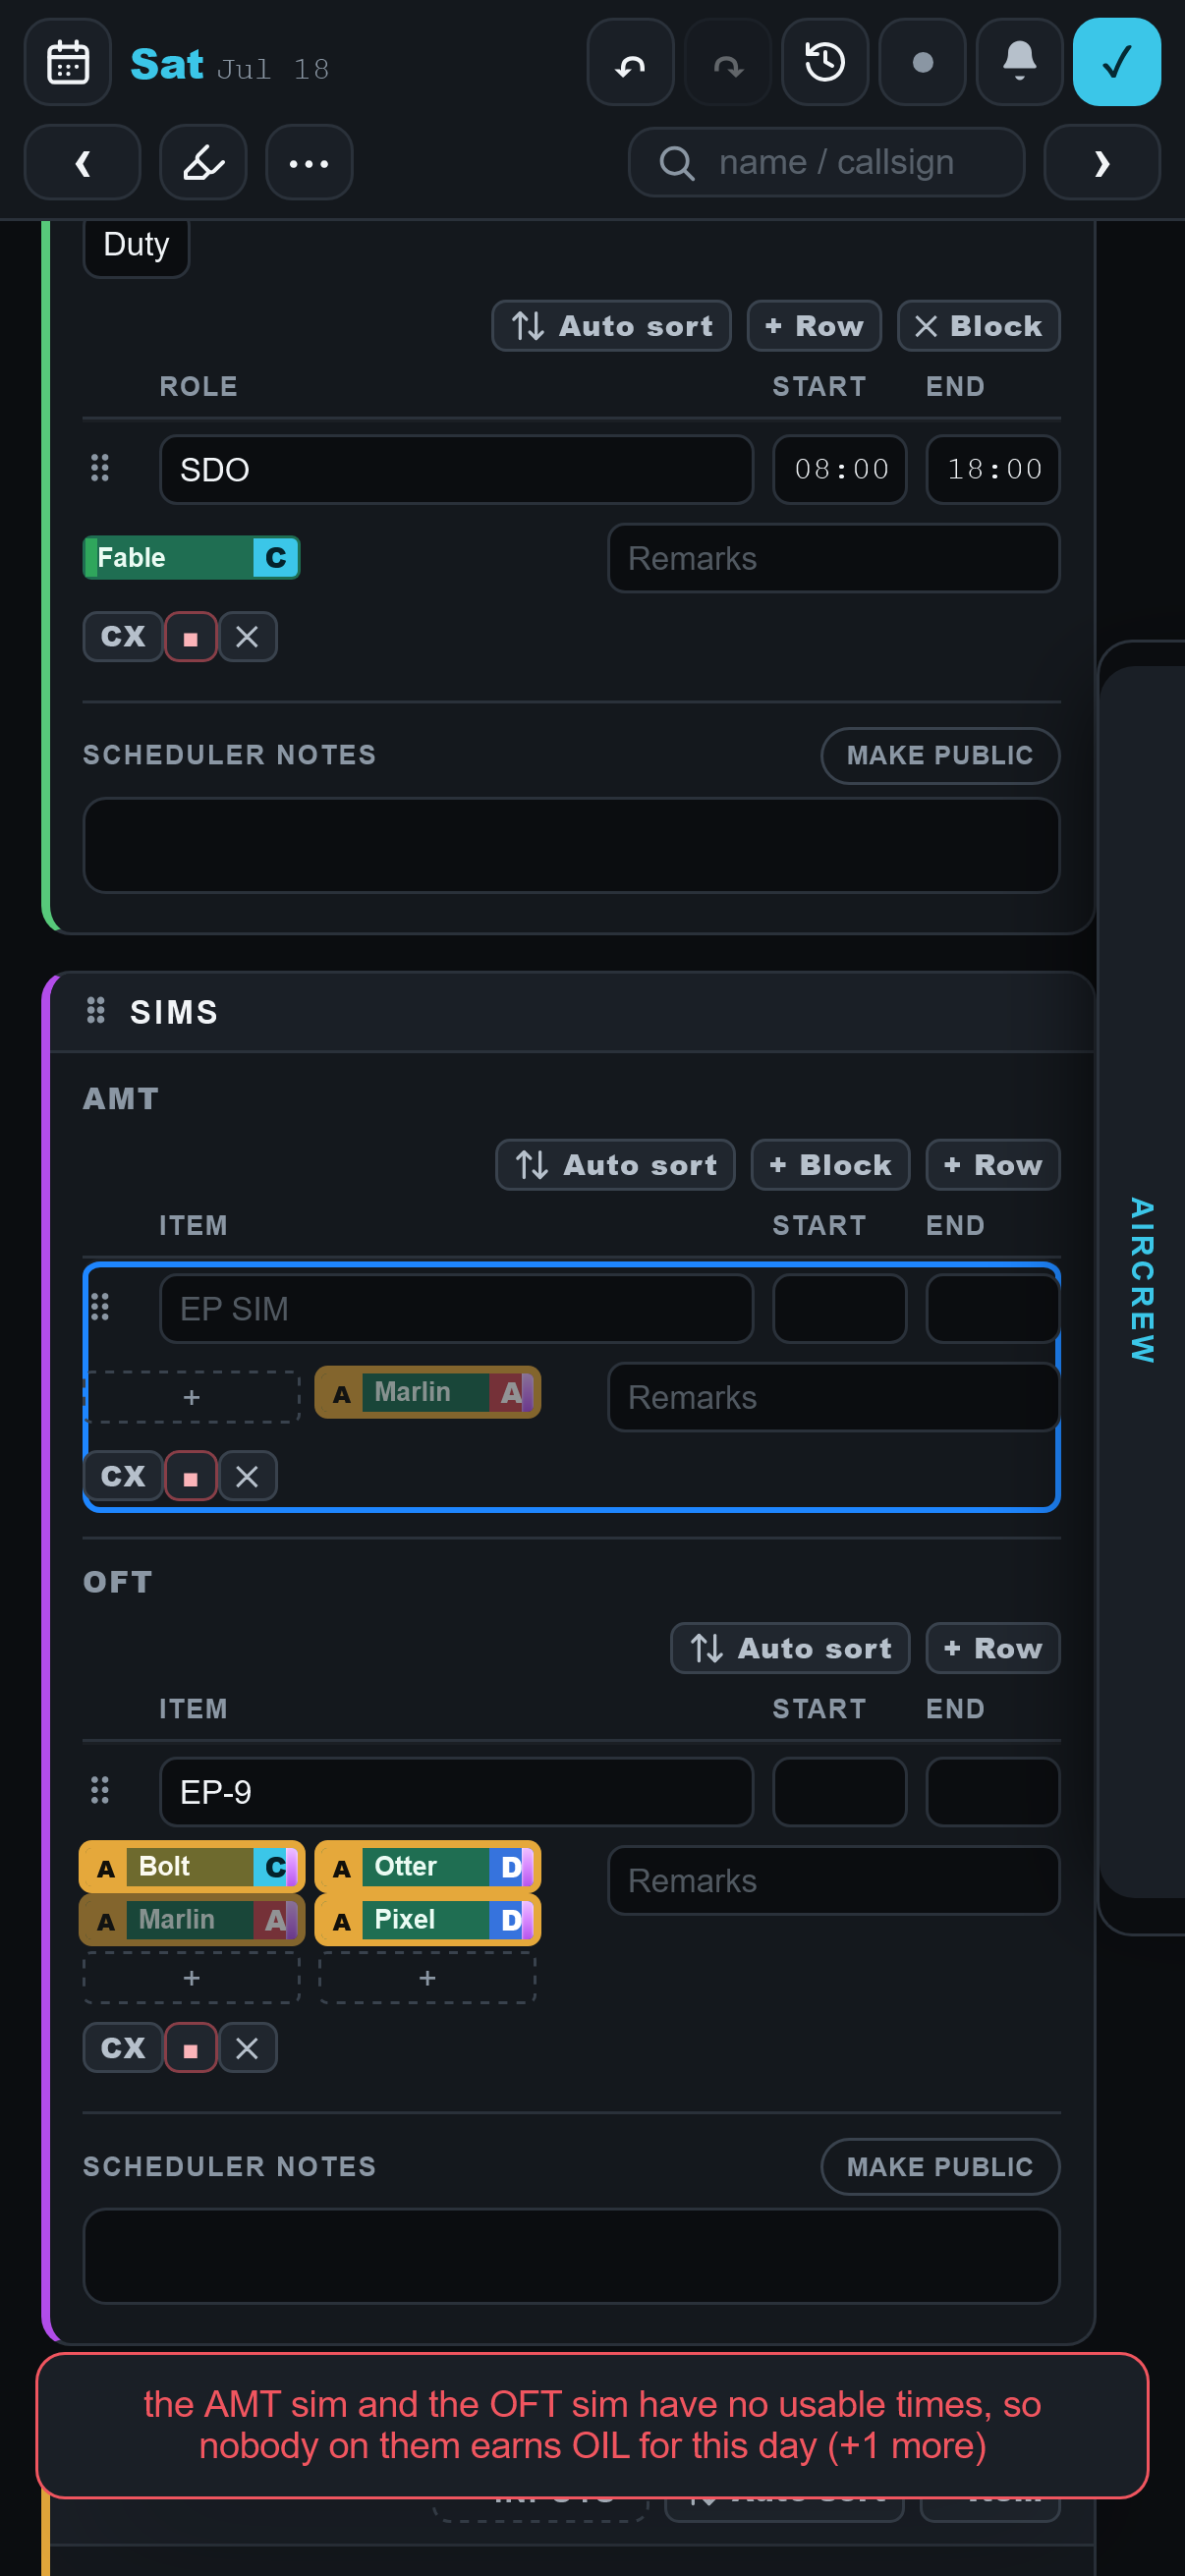 Sat Jul 18
name / callsign
Duty
Auto sort + Row × Block
ROLE START END
SDO 08:00 18:00
Fable C Remarks
CX
SCHEDULER NOTES MAKE PUBLIC
SIMS
AMT
Auto sort + Block + Row
ITEM START END
EP SIM
+ A Marlin A Remarks
CX
OFT
Auto sort + Row
ITEM START END
EP-9
A Bolt C A Otter D Remarks
A Marlin A A Pixel D
+ +
CX
SCHEDULER NOTES MAKE PUBLIC
AIRCREW
the AMT sim and the OFT sim have no usable times, so
nobody on them earns OIL for this day (+1 more)